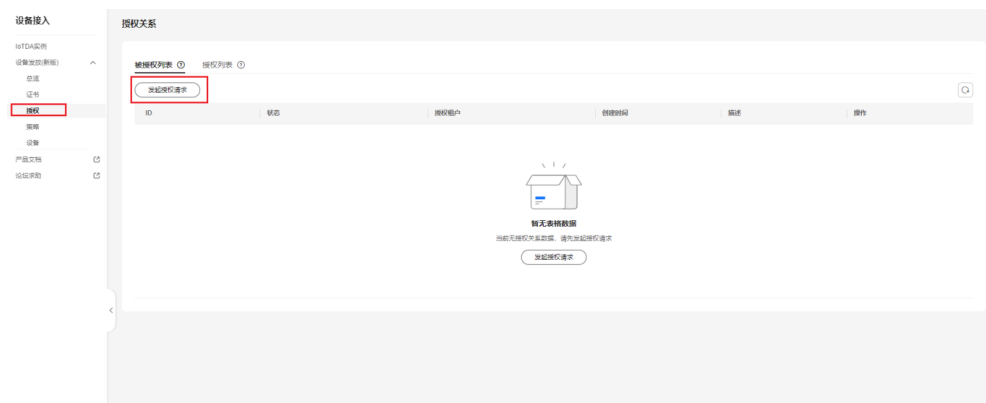 设备接入
IoTDA实例
设备发放(新版)
总览
证书
授权
策略
设备
产品文档
论坛求助
授权关系
被授权列表 授权列表
发起授权请求
ID 状态 授权租户 创建时间 描述 操作
暂无表格数据
当前无授权关系数据，请先发起授权请求
发起授权请求